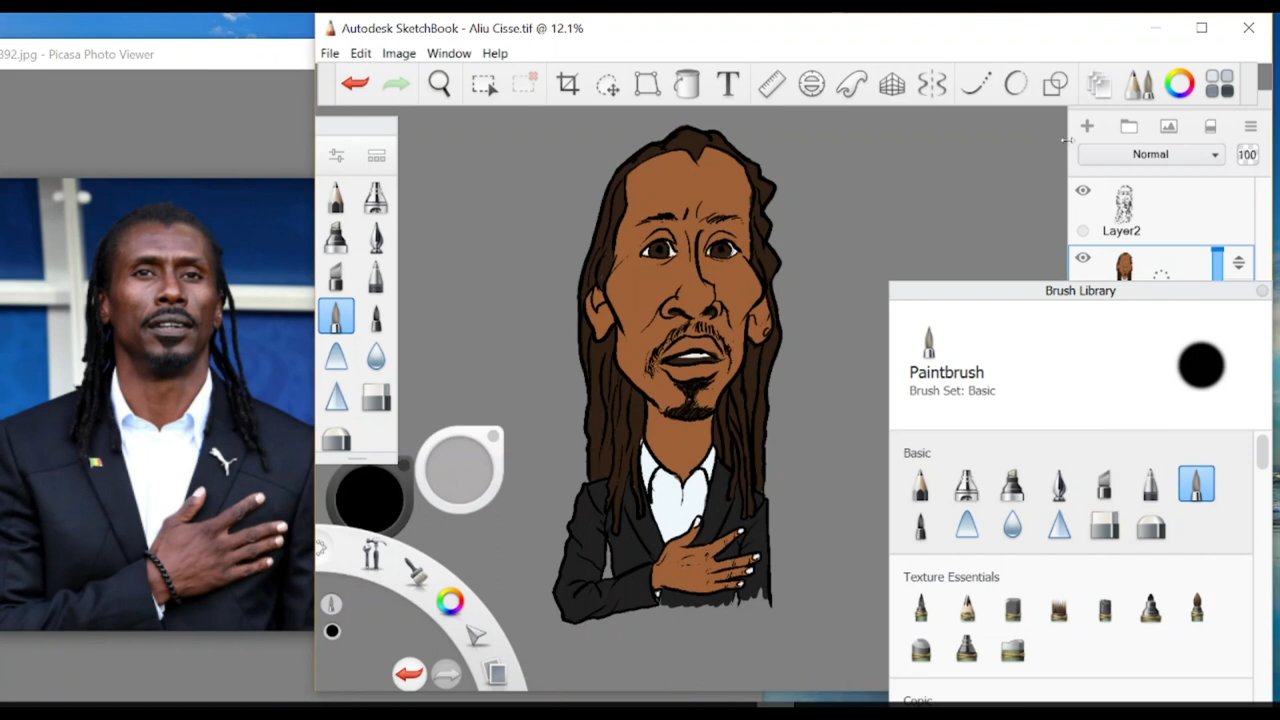 Autodesk SketchBook - Aliu Cisse.tif @ 12.1%
392.jpg - Picasa Photo Viewer
File Edit Image Window Help
T
Normal 100
Layer2
Brush Library
Paintbrush
Brush Set: Basic
Basic
Texture Essentials
Copic